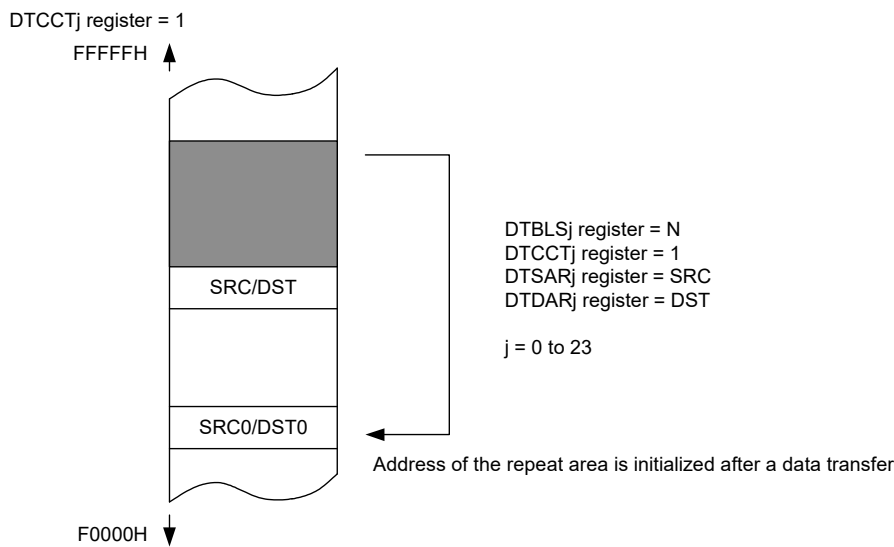 DTCCTj register = 1
FFFFFH
SRC/DST
SRC0/DST0
F0000H
DTBLSj register = N
DTCCTj register = 1
DTSARj register = SRC
DTDARj register = DST
j = 0 to 23
Address of the repeat area is initialized after a data transfer